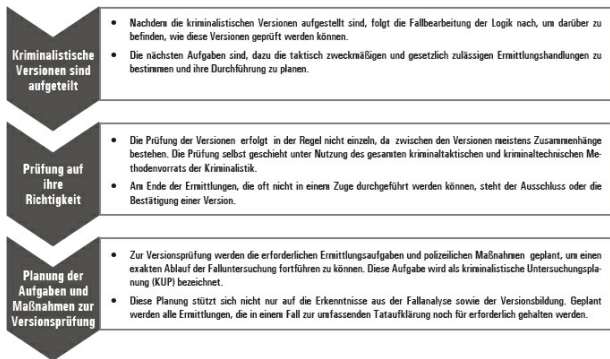 Kriminalistische
Versionen sind
aufgeteilt
• Nachdem die kriminalistischen Versionen aufgestellt sind, folgt die Fallbearbeitung der Logik nach, um darüber zu
befinden, wie diese Versionen geprüft werden können.
• Die nächsten Aufgaben sind, dazu die taktisch zweckmäßigen und gesetzlich zulässigen Ermittlungshandlungen zu
bestimmen und ihre Durchführung zu planen.
Prüfung auf
ihre
Richtigkeit
• Die Prüfung der Versionen erfolgt in der Regel nicht einzeln, da zwischen den Versionen meistens Zusammenhänge
bestehen. Die Prüfung selbst geschieht unter Nutzung des gesamten kriminaltaktischen und kriminaltechnischen Me-
thodenvorrats der Kriminalistik.
• Am Ende der Ermittlungen, die oft nicht in einem Zuge durchgeführt werden können, steht der Ausschluss oder die
Bestätigung einer Version.
Planung der
Aufgaben und
Maßnahmen zur
Versionsprüfung
• Zur Versionsprüfung werden die erforderlichen Ermittlungsaufgaben und polizeilichen Maßnahmen geplant, um einen
exakten Ablauf der Falluntersuchung fortführen zu können. Diese Aufgabe wird als kriminalistische Untersuchungspla-
nung (KUP) bezeichnet.
• Diese Planung stützt sich nicht nur auf die Erkenntnisse aus der Fallanalyse sowie der Versionsbildung. Geplant
werden alle Ermittlungen, die in einem Fall zur umfassenden Tataufklärung noch für erforderlich gehalten werden.